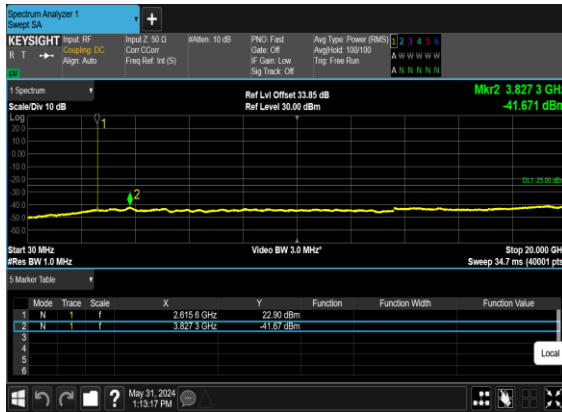 Spectrum Analyzer 1
Swept SA
KEYSIGHT Input: RF Input Z: 50 Ω #Atten: 10 dB PNO: Fast Avg Type: Power (RMS) 1 2 3 4 5 6
R T Coupling: DC Corr CCorr Gate: Off Avg|Hold: 100/100 A W W W W W
Align: Auto Freq Ref: Int (S) IF Gain: Low Trig: Free Run
LXI Sig Track: Off A N N N N N
1 Spectrum Ref Lvl Offset 33.85 dB Mkr2 3.827 3 GHz
Scale/Div 10 dB Ref Level 30.00 dBm -41.671 dBm
Log
1
20.0
10.0
0.00
-10.0
-20.0
DL1 -25.00 dBm
-30.0
2
-40.0
-50.0
-60.0
Start 30 MHz Video BW 3.0 MHz* Stop 20.000 GHz
#Res BW 1.0 MHz Sweep 34.7 ms (40001 pts)
5 Marker Table
Mode Trace Scale X Y Function Function Width Function Value
1 N 1 f 2.615 6 GHz 22.90 dBm
2 N 1 f 3.827 3 GHz -41.67 dBm
3
4
5
6
Local
May 31, 2024
1:13:17 PM